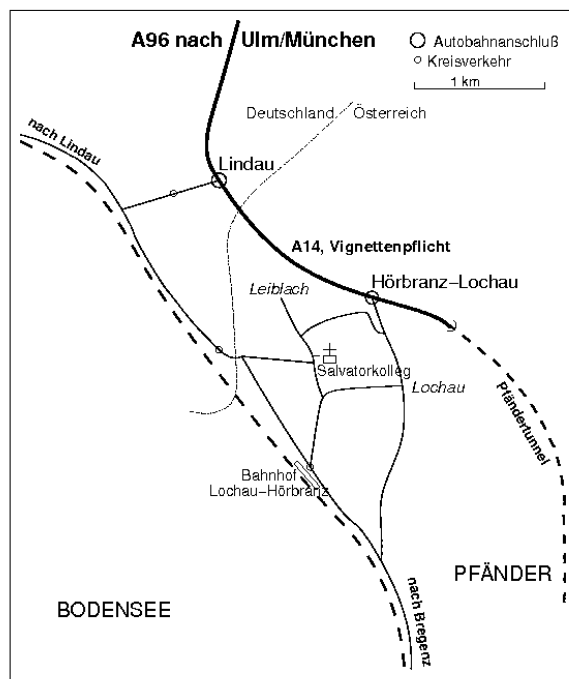 A96 nach Ulm/München
Autobahnanschluß
Kreisverkehr
1 km
Deutschland Österreich
nach Lindau
Lindau
A14, Vignettenpflicht
Hörbranz-Lochau
Leiblach
Salvatorkolleg
Lochau
Pfändertunnel
Bahnhof
Lochau-Hörbranz
PFÄNDER
BODENSEE
nach Bregenz